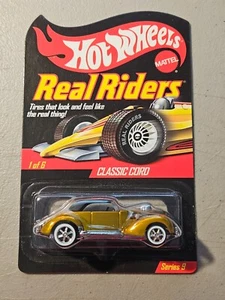 Hot Wheels
MATTEL
Real Riders
Tires that look and feel like
the real thing!
REAL RIDERS
1 of 6
CLASSIC CORD
Series 9